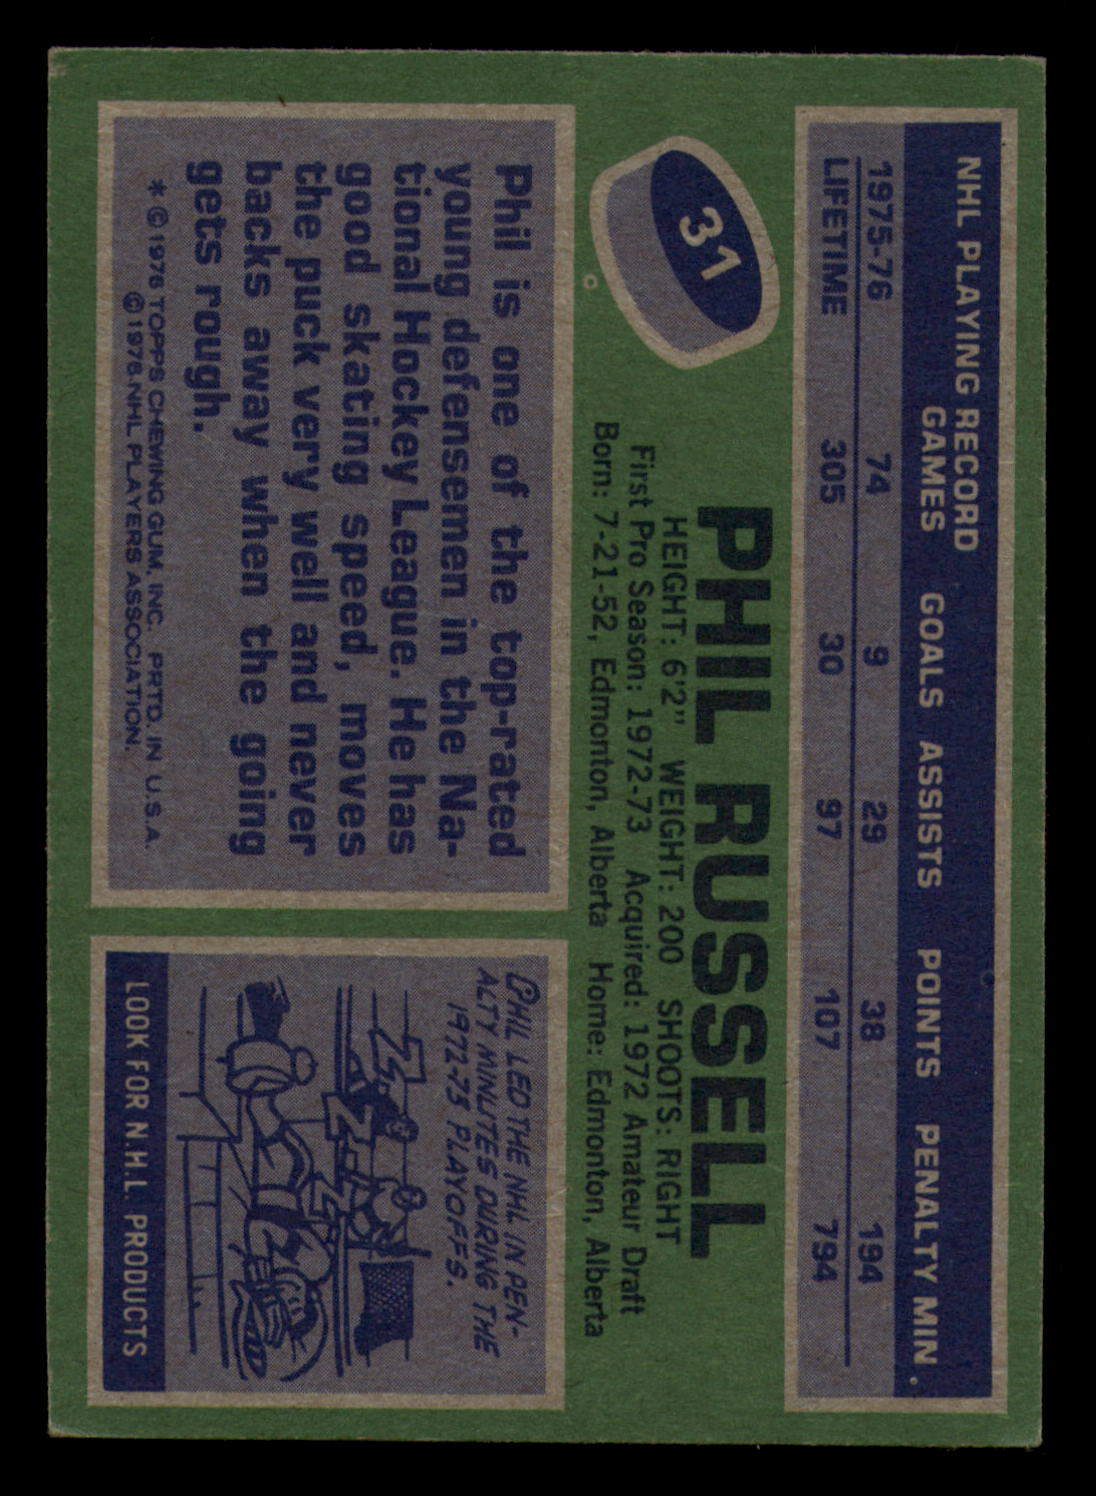 NHL PLAYING RECORD
GAMES GOALS ASSISTS POINTS PENALTY MIN.
1975-76 74 9 29 38 194
LIFETIME 305 30 97 107 794
31
PHIL RUSSELL
HEIGHT: 6'2" WEIGHT: 200 SHOOTS: RIGHT
First Pro Season: 1972-73 Acquired: 1972 Amateur Draft
Born: 7-21-52, Edmonton, Alberta Home: Edmonton, Alberta
Phil is one of the top-rated
young defensemen in the Na-
tional Hockey League. He has
good skating speed, moves
the puck very well and never
backs away when the going
gets rough.
* © 1976 TOPPS CHEWING GUM, INC. PRTD. IN U.S.A.
© 1976 NHL PLAYERS ASSOCIATION.
PHIL LED THE NHL IN PEN-
ALTY MINUTES DURING THE
1972-73 PLAYOFFS.
Z
Z
Z
LOOK FOR N.H.L. PRODUCTS